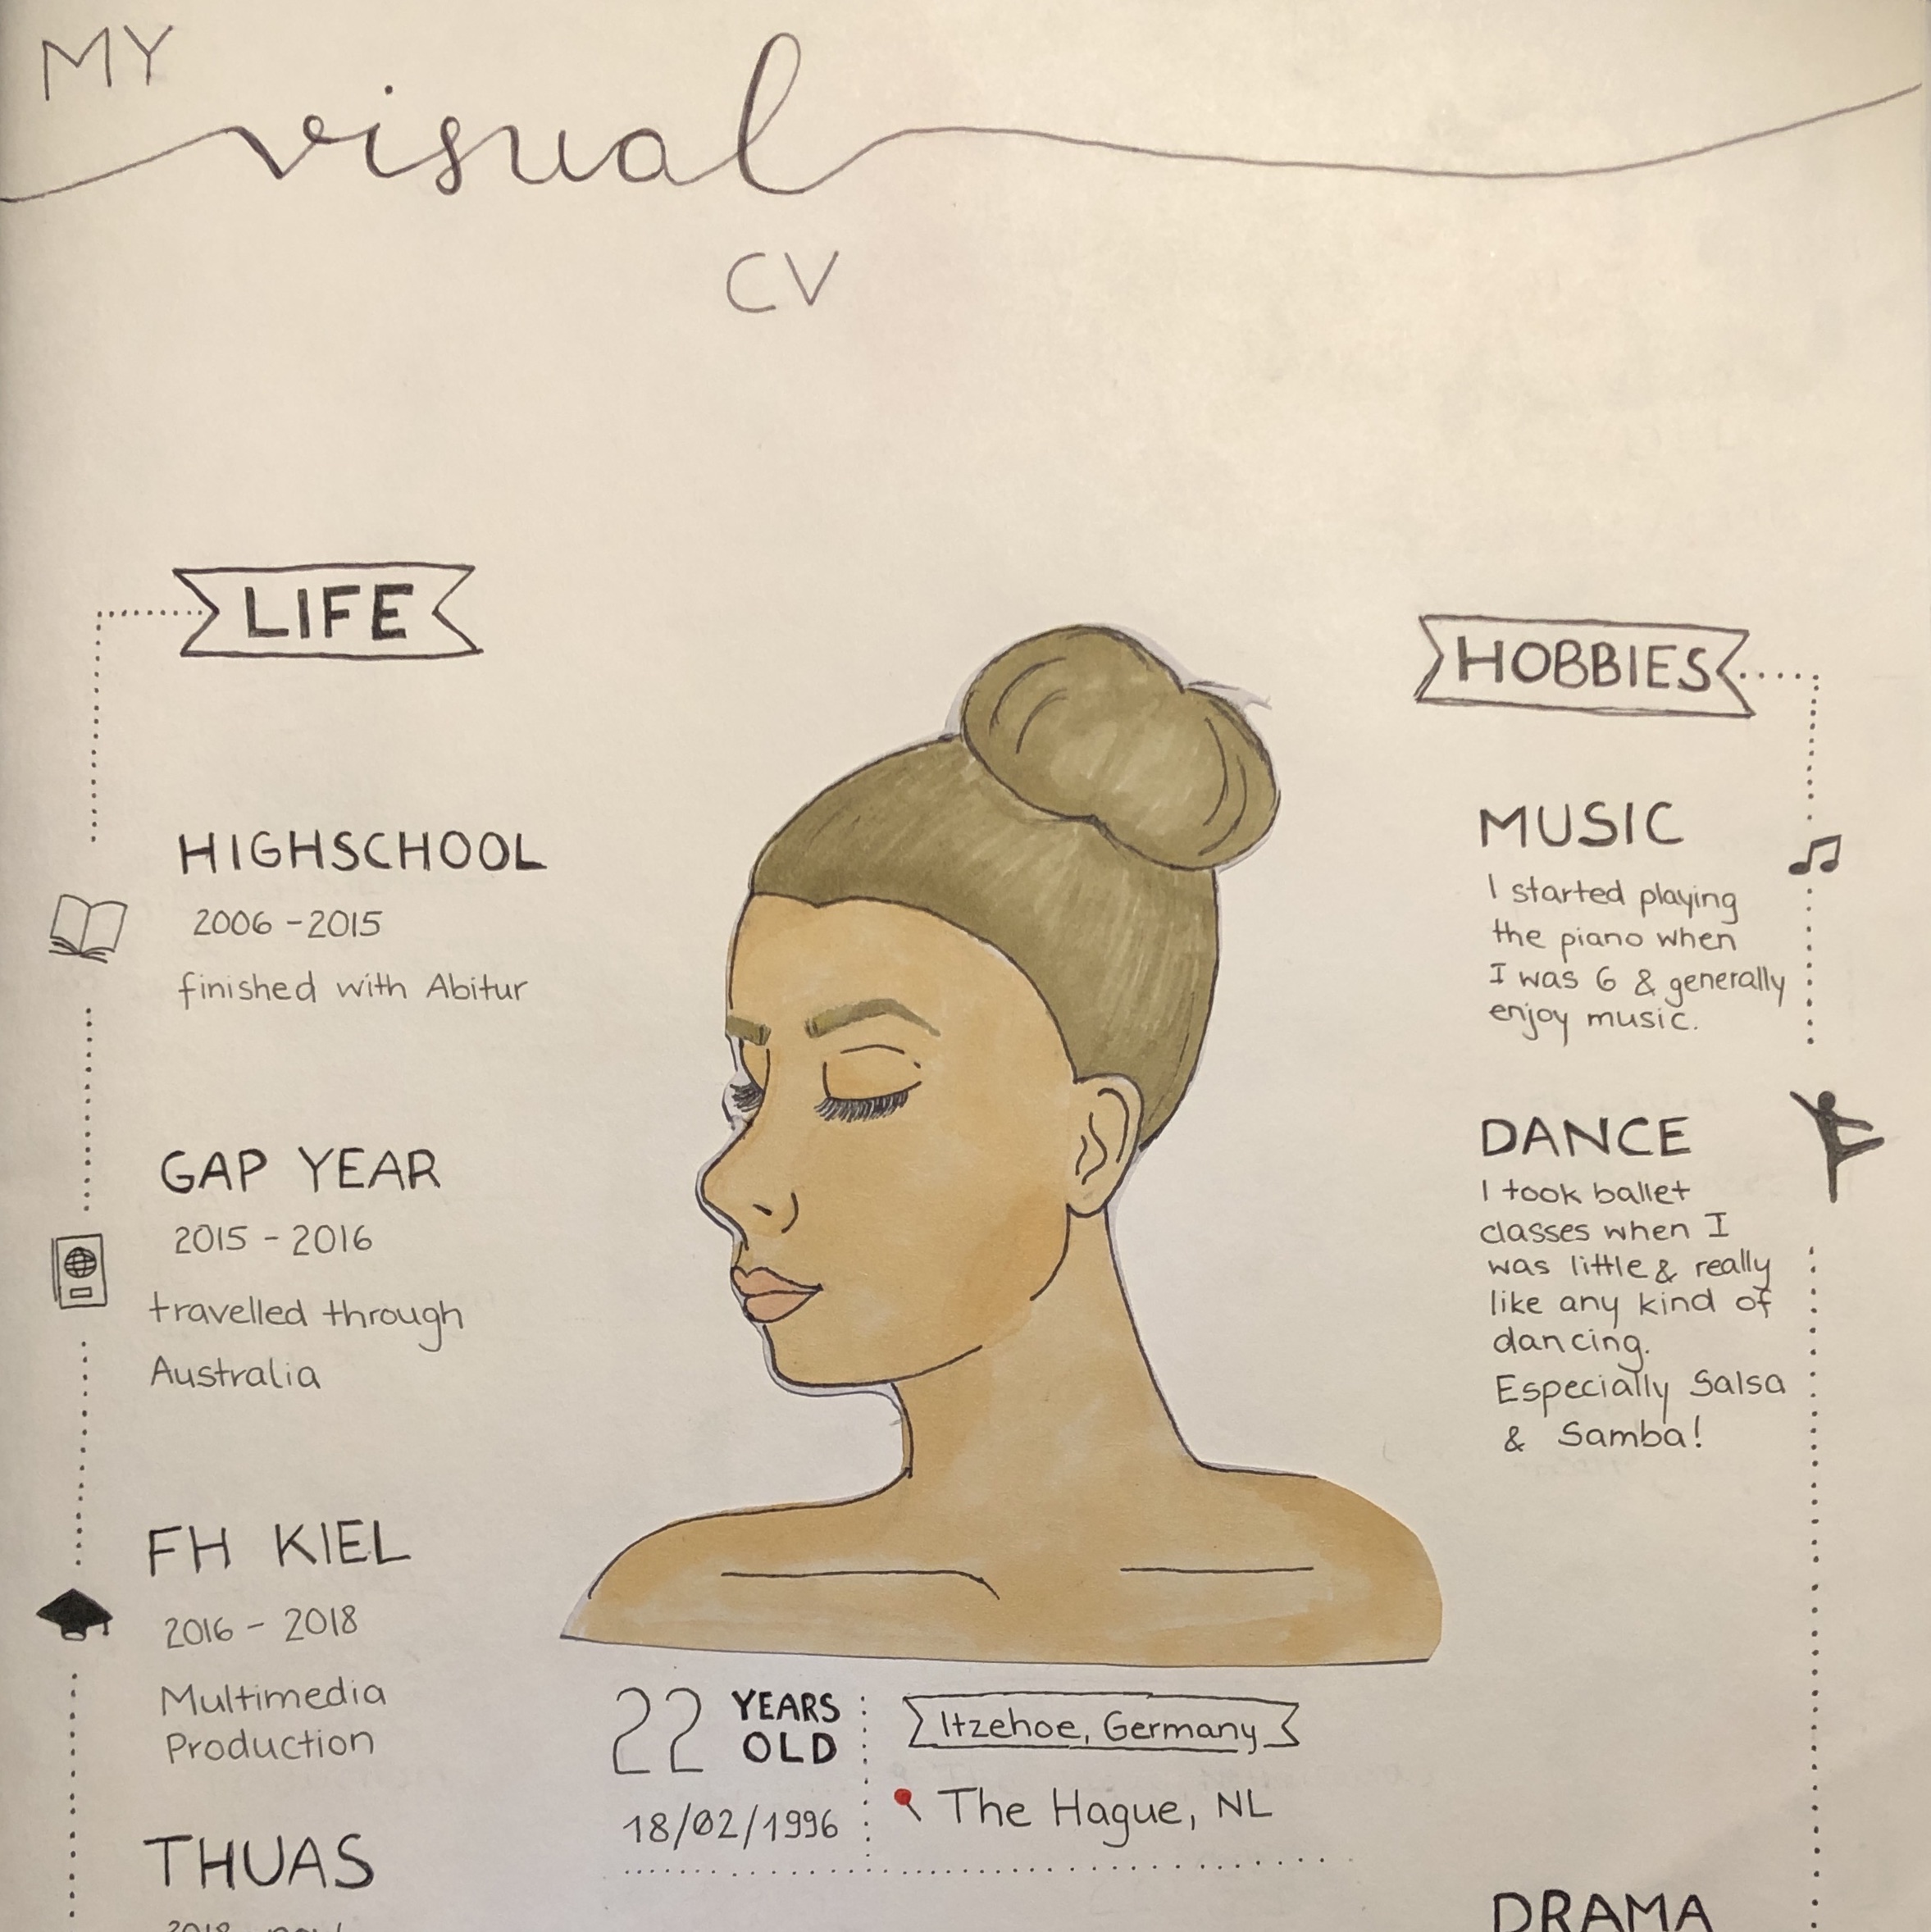 MY
visual
CV
LIFE
HIGHSCHOOL
2006 - 2015
finished with Abitur
GAP YEAR
2015 - 2016
travelled through
Australia
FH KIEL
2016 - 2018
Multimedia
Production
THUAS
22 YEARS
OLD
18/02/1996
Itzehoe, Germany
The Hague, NL
HOBBIES
MUSIC
I started playing
the piano when
I was 6 & generally
enjoy music.
DANCE
I took ballet
classes when I
was little & really
like any kind of
dancing.
Especially Salsa
& Samba!
DRAMA